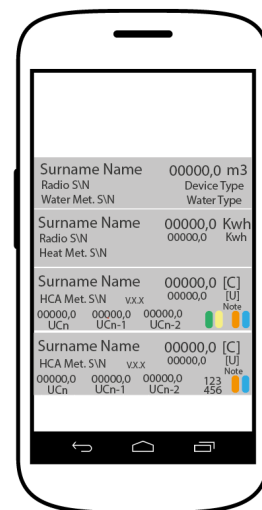 Surname Name 00000,0 m3
Radio S\N Device Type
Water Met. S\N Water Type
Surname Name 00000,0 Kwh
Radio S\N 00000,0 Kwh
Heat Met. S\N
Surname Name 00000,0 [C]
HCA Met. S\N v.x.x 00000,0 [U]
Note
00000,0 00000,0 00000,0
UCn UCn-1 UCn-2
Surname Name 00000,0 [C]
HCA Met. S\N v.x.x 00000,0 [U]
Note
00000,0 00000,0 00000,0 123
UCn UCn-1 UCn-2 456